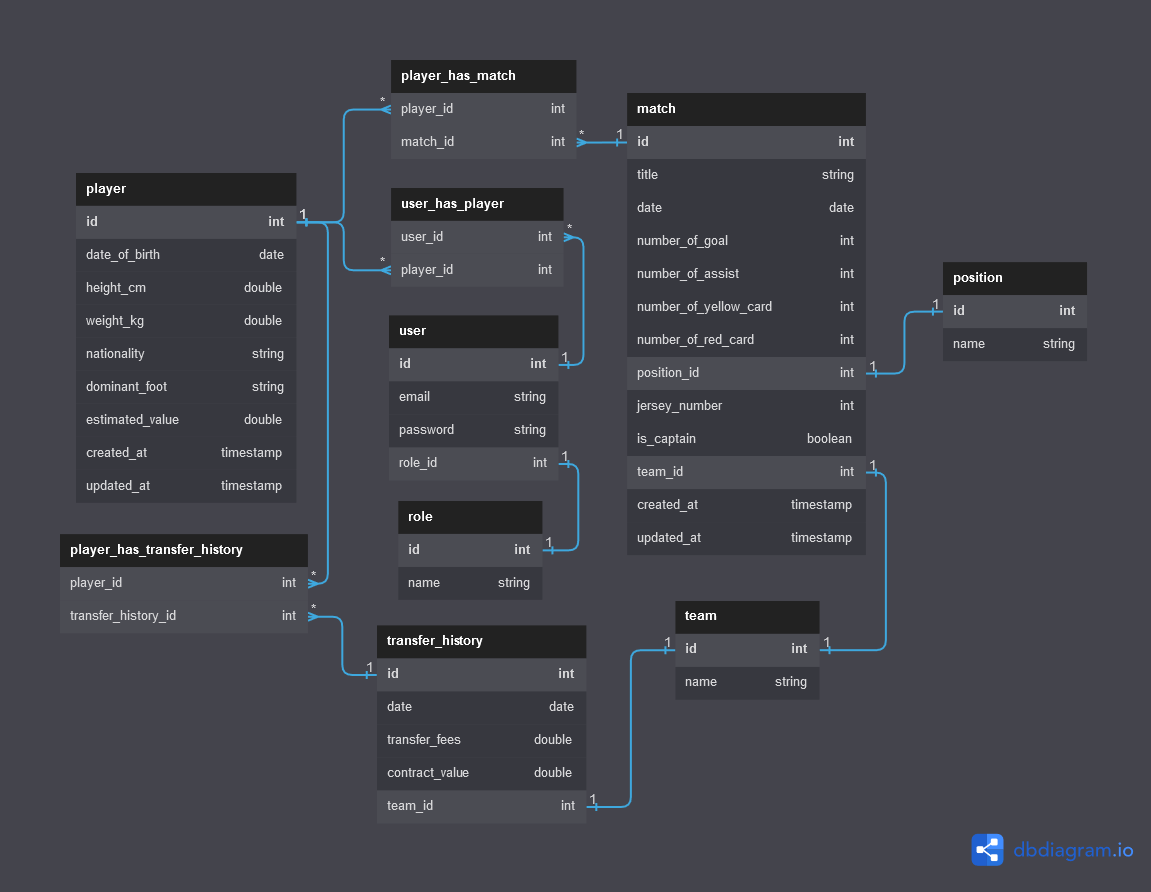 player_has_match
* player_id int
match_id int *
match
1 id int
title string
date date
number_of_goal int
number_of_assist int
number_of_yellow_card int
number_of_red_card int
position_id int 1
jersey_number int
is_captain boolean
team_id int 1
created_at timestamp
updated_at timestamp
player
id int 1
date_of_birth date
height_cm double
weight_kg double
nationality string
dominant_foot string
estimated_value double
created_at timestamp
updated_at timestamp
user_has_player
user_id int *
* player_id int
position
1 id int
name string
user
id int 1
email string
password string
role_id int 1
role
id int 1
name string
player_has_transfer_history
player_id int *
transfer_history_id int *
transfer_history
1 id int
date date
transfer_fees double
contract_value double
team_id int 1
team
1 id int 1
name string
dbdiagram.io